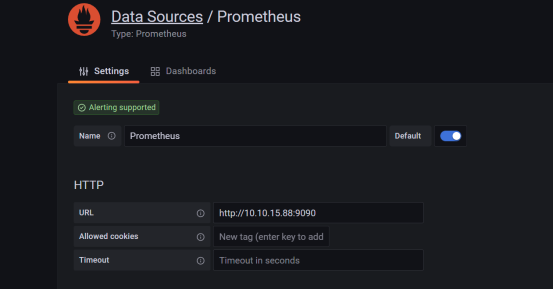 Data Sources / Prometheus
Type: Prometheus
Settings Dashboards
Alerting supported
Name Prometheus Default
HTTP
URL http://10.10.15.88:9090
Allowed cookies New tag (enter key to add
Timeout Timeout in seconds